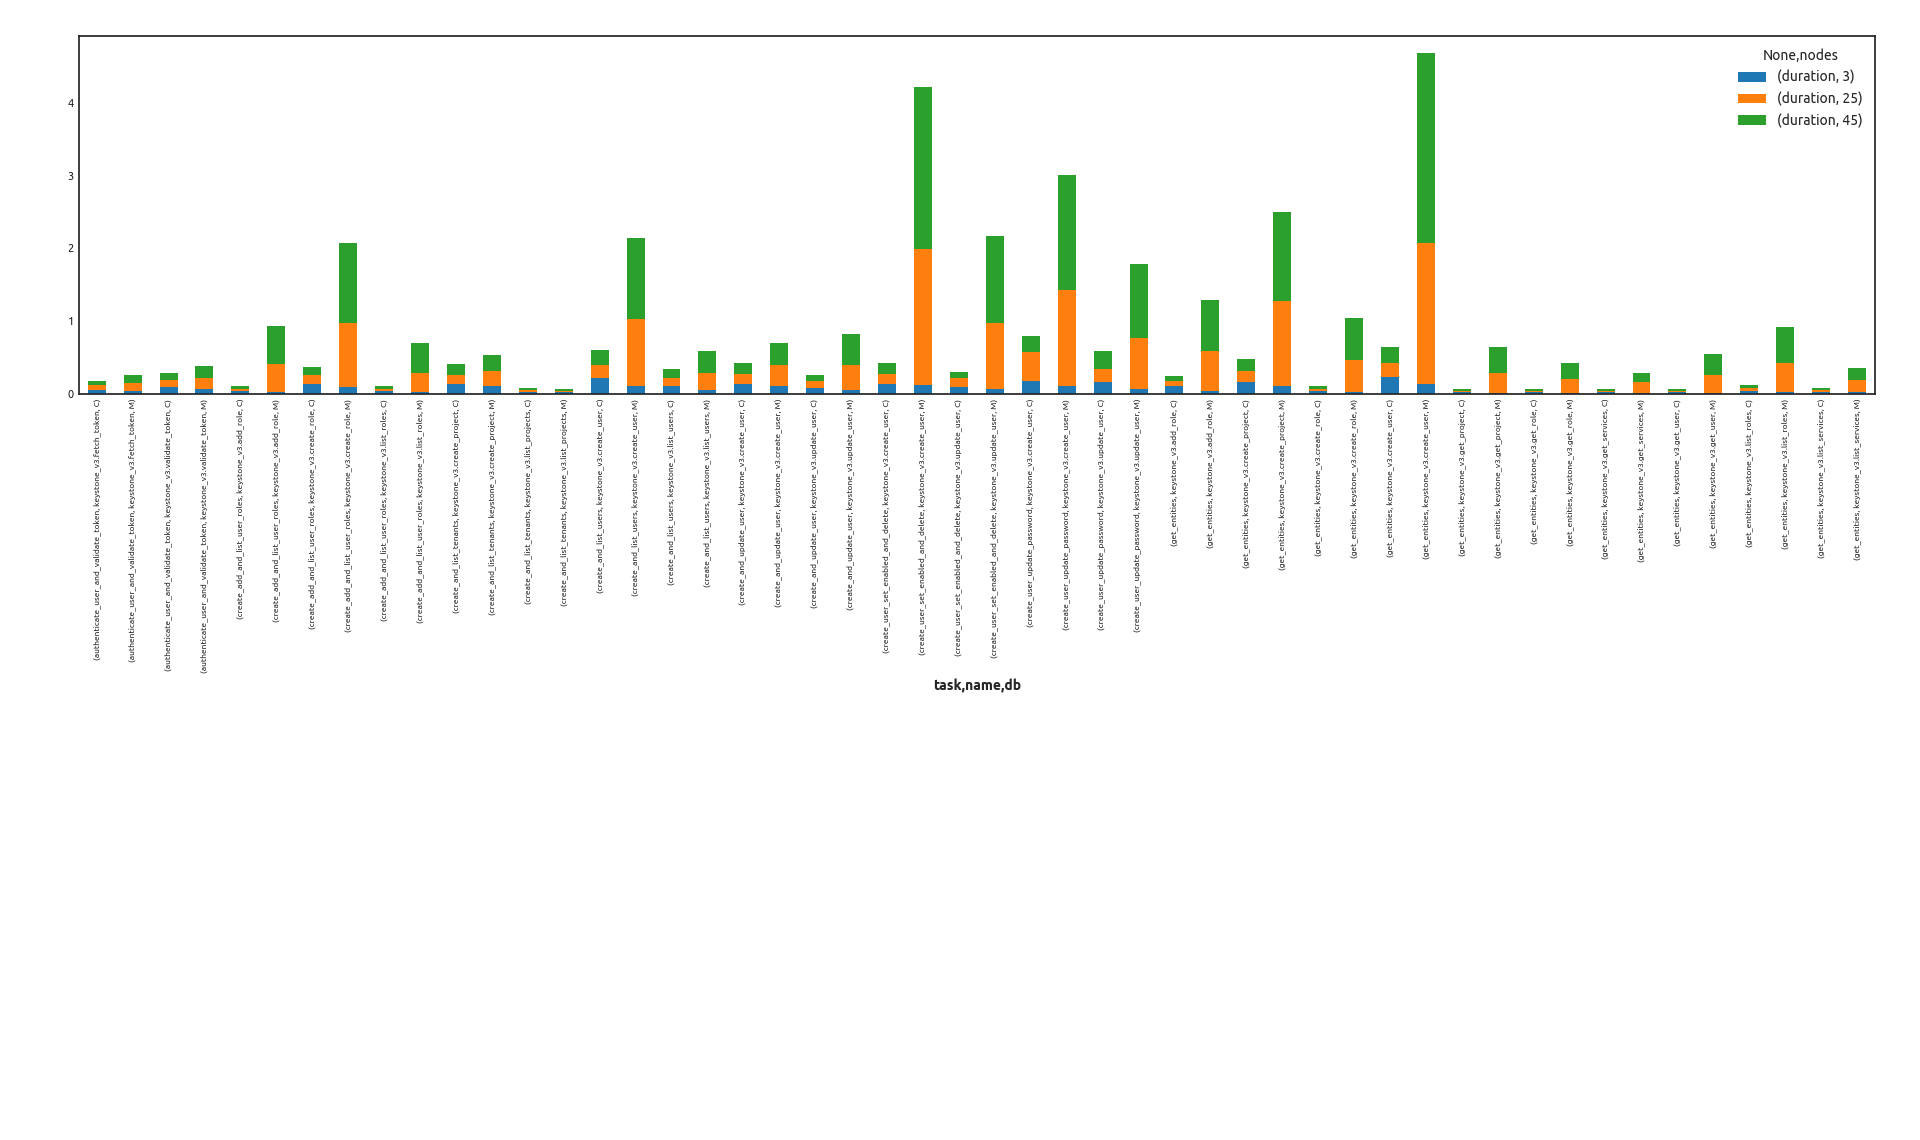 None,nodes
(duration, 3)
(duration, 25)
(duration, 45)
4
3
2
1
0
(authenticate_user_and_validate_token, keystone_v3.fetch_token, C)
(authenticate_user_and_validate_token, keystone_v3.fetch_token, M)
(authenticate_user_and_validate_token, keystone_v3.validate_token, C)
(authenticate_user_and_validate_token, keystone_v3.validate_token, M)
(create_add_and_list_user_roles, keystone_v3.add_role, C)
(create_add_and_list_user_roles, keystone_v3.add_role, M)
(create_add_and_list_user_roles, keystone_v3.create_role, C)
(create_add_and_list_user_roles, keystone_v3.create_role, M)
(create_add_and_list_user_roles, keystone_v3.list_roles, C)
(create_add_and_list_user_roles, keystone_v3.list_roles, M)
(create_and_list_tenants, keystone_v3.create_project, C)
(create_and_list_tenants, keystone_v3.create_project, M)
(create_and_list_tenants, keystone_v3.list_projects, C)
(create_and_list_tenants, keystone_v3.list_projects, M)
(create_and_list_users, keystone_v3.create_user, C)
(create_and_list_users, keystone_v3.create_user, M)
(create_and_list_users, keystone_v3.list_users, C)
(create_and_list_users, keystone_v3.list_users, M)
(create_and_update_user, keystone_v3.create_user, C)
(create_and_update_user, keystone_v3.create_user, M)
(create_and_update_user, keystone_v3.update_user, C)
(create_and_update_user, keystone_v3.update_user, M)
(create_user_set_enabled_and_delete, keystone_v3.create_user, C)
(create_user_set_enabled_and_delete, keystone_v3.create_user, M)
(create_user_set_enabled_and_delete, keystone_v3.update_user, C)
(create_user_set_enabled_and_delete, keystone_v3.update_user, M)
(create_user_update_password, keystone_v3.create_user, C)
(create_user_update_password, keystone_v3.create_user, M)
(create_user_update_password, keystone_v3.update_user, C)
(create_user_update_password, keystone_v3.update_user, M)
(get_entities, keystone_v3.add_role, C)
(get_entities, keystone_v3.add_role, M)
(get_entities, keystone_v3.create_project, C)
(get_entities, keystone_v3.create_project, M)
(get_entities, keystone_v3.create_role, C)
(get_entities, keystone_v3.create_role, M)
(get_entities, keystone_v3.create_user, C)
(get_entities, keystone_v3.create_user, M)
(get_entities, keystone_v3.get_project, C)
(get_entities, keystone_v3.get_project, M)
(get_entities, keystone_v3.get_role, C)
(get_entities, keystone_v3.get_role, M)
(get_entities, keystone_v3.get_services, C)
(get_entities, keystone_v3.get_services, M)
(get_entities, keystone_v3.get_user, C)
(get_entities, keystone_v3.get_user, M)
(get_entities, keystone_v3.list_roles, C)
(get_entities, keystone_v3.list_roles, M)
(get_entities, keystone_v3.list_services, C)
(get_entities, keystone_v3.list_services, M)
task,name,db